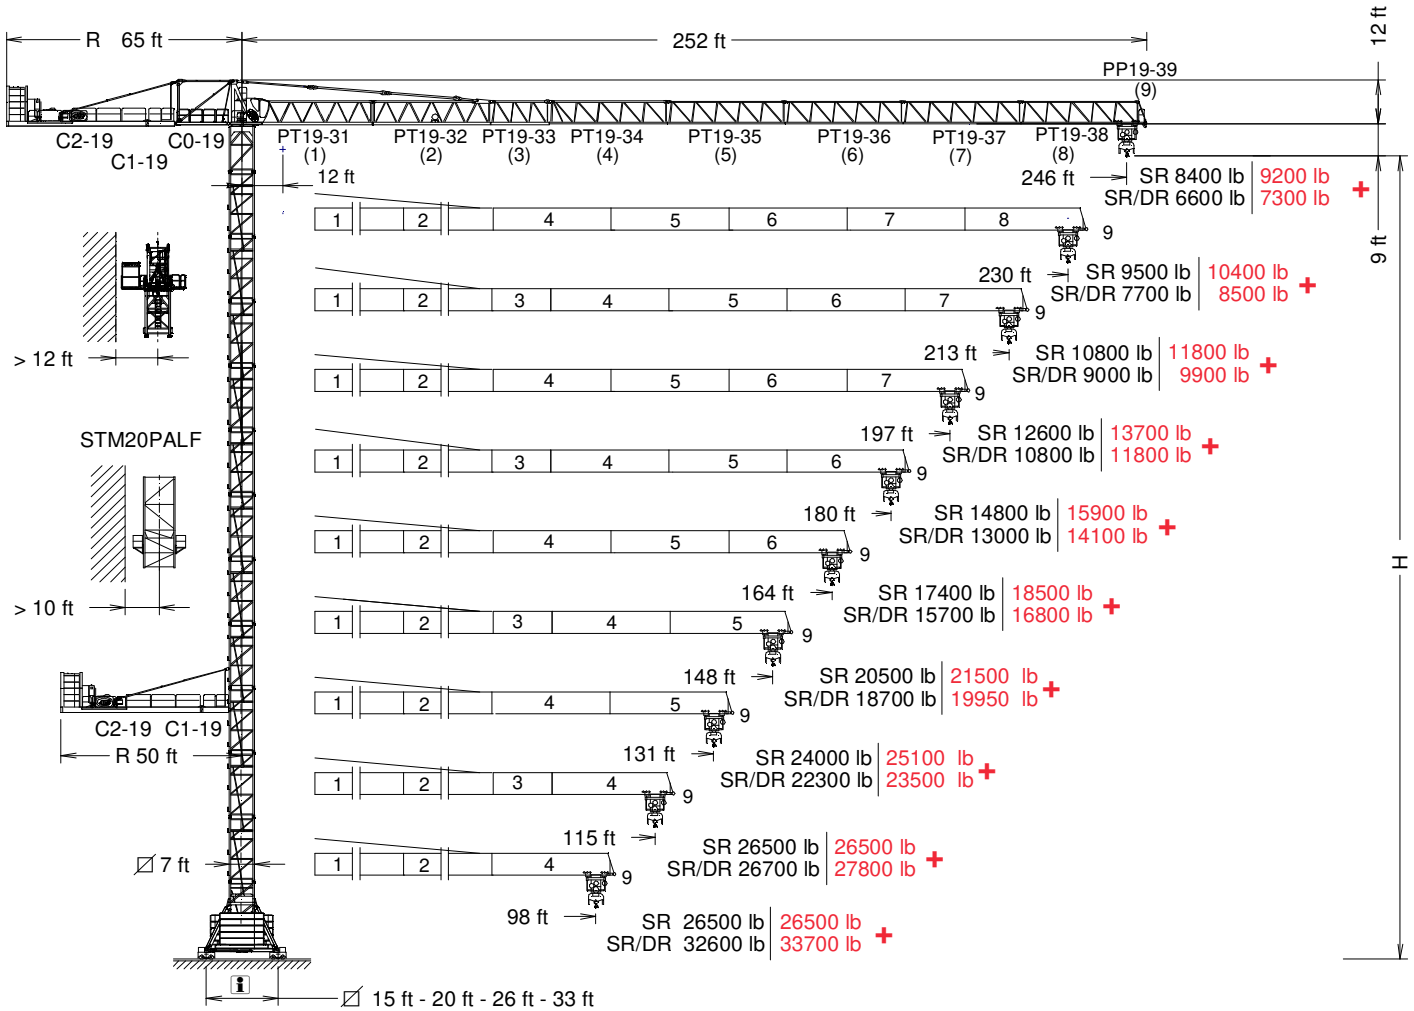 R 65 ft
252 ft
12 ft
PP19-39
(9)
C2-19
C0-19
C1-19
PT19-31
(1)
PT19-32
(2)
PT19-33
(3)
PT19-34
(4)
PT19-35
(5)
PT19-36
(6)
PT19-37
(7)
PT19-38
(8)
12 ft
246 ft
SR 8400 lb 9200 lb
SR/DR 6600 lb 7300 lb +
9 ft
1 2 4 5 6 7 8 9
230 ft
SR 9500 lb 10400 lb
SR/DR 7700 lb 8500 lb +
1 2 3 4 5 6 7 9
> 12 ft
213 ft
SR 10800 lb 11800 lb
SR/DR 9000 lb 9900 lb +
1 2 4 5 6 7 9
STM20PALF
197 ft
SR 12600 lb 13700 lb
SR/DR 10800 lb 11800 lb +
1 2 3 4 5 6 9
180 ft
SR 14800 lb 15900 lb
SR/DR 13000 lb 14100 lb +
1 2 4 5 6 9
H
> 10 ft
164 ft
SR 17400 lb 18500 lb
SR/DR 15700 lb 16800 lb +
1 2 3 4 5 9
148 ft
SR 20500 lb 21500 lb
SR/DR 18700 lb 19950 lb +
1 2 4 5 9
C2-19 C1-19
R 50 ft
131 ft
SR 24000 lb 25100 lb
SR/DR 22300 lb 23500 lb +
1 2 3 4 9
115 ft
SR 26500 lb 26500 lb
SR/DR 26700 lb 27800 lb +
7 ft
1 2 4 9
98 ft
SR 26500 lb 26500 lb
SR/DR 32600 lb 33700 lb +
i
15 ft - 20 ft - 26 ft - 33 ft